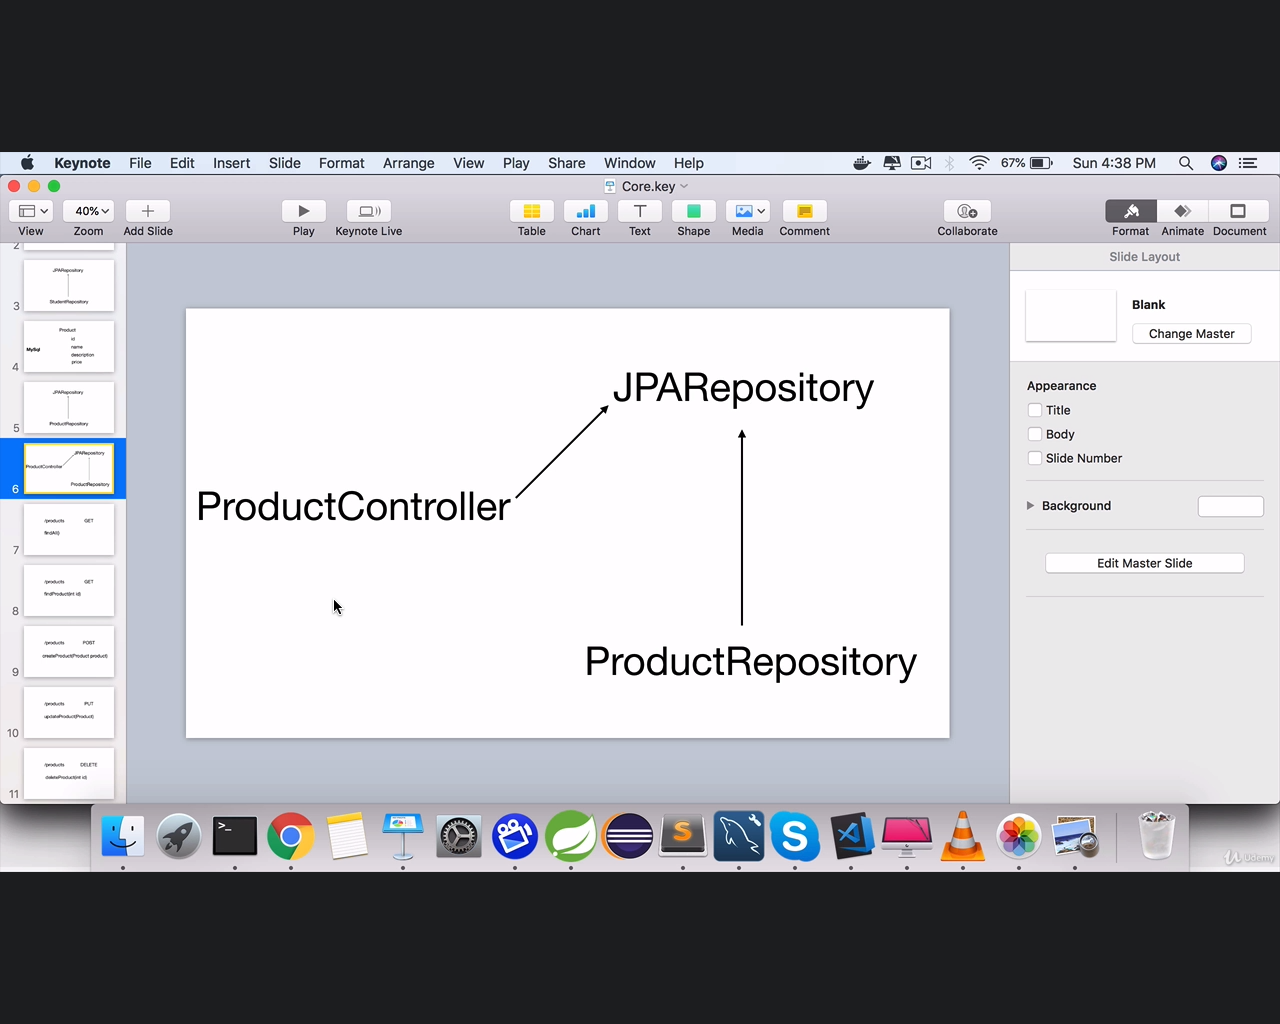 Keynote File Edit Insert Slide Format Arrange View Play Share Window Help 67% Sun 4:38 PM
Core.key
40%
View Zoom Add Slide Play Keynote Live Table Chart Text Shape Media Comment Collaborate Format Animate Document
2
JPARepository
StudentRepository
3
Product
id
name
MySql
description
price
4
JPARepository
ProductRepository
5
JPARepository
ProductController
ProductRepository
6
/products GET
findAll()
7
/products GET
findProduct(int id)
8
/products POST
createProduct(Product product)
9
/products PUT
updateProduct(Product)
10
/products DELETE
deleteProduct(int id)
11
JPARepository
ProductController
ProductRepository
Slide Layout
Blank
Change Master
Appearance
Title
Body
Slide Number
Background
Edit Master Slide
>_
S
S
Udemy